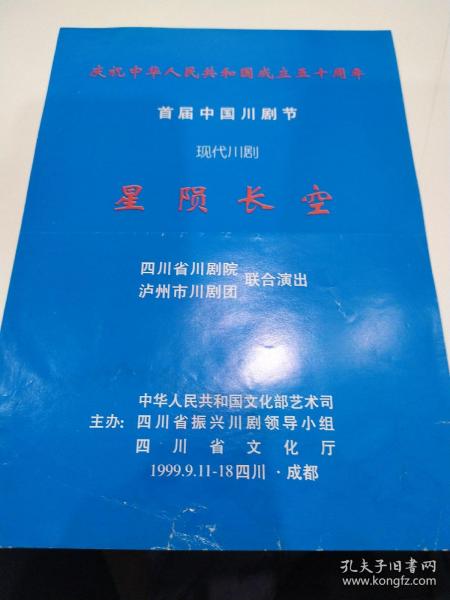 庆祝中华人民共和国成立五十周年
首届中国川剧节
现代川剧
星陨长空
四川省川剧院
泸州市川剧团
联合演出
中华人民共和国文化部艺术司
主办：四川省振兴川剧领导小组
四川省文化厅
1999.9.11-18四川·成都
孔夫子旧书网
www.kongfz.com